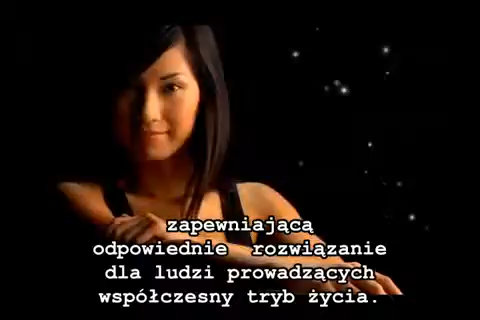 zapewniającą
odpowiednie rozwiązanie
dla ludzi prowadzących
współczesny tryb życia.